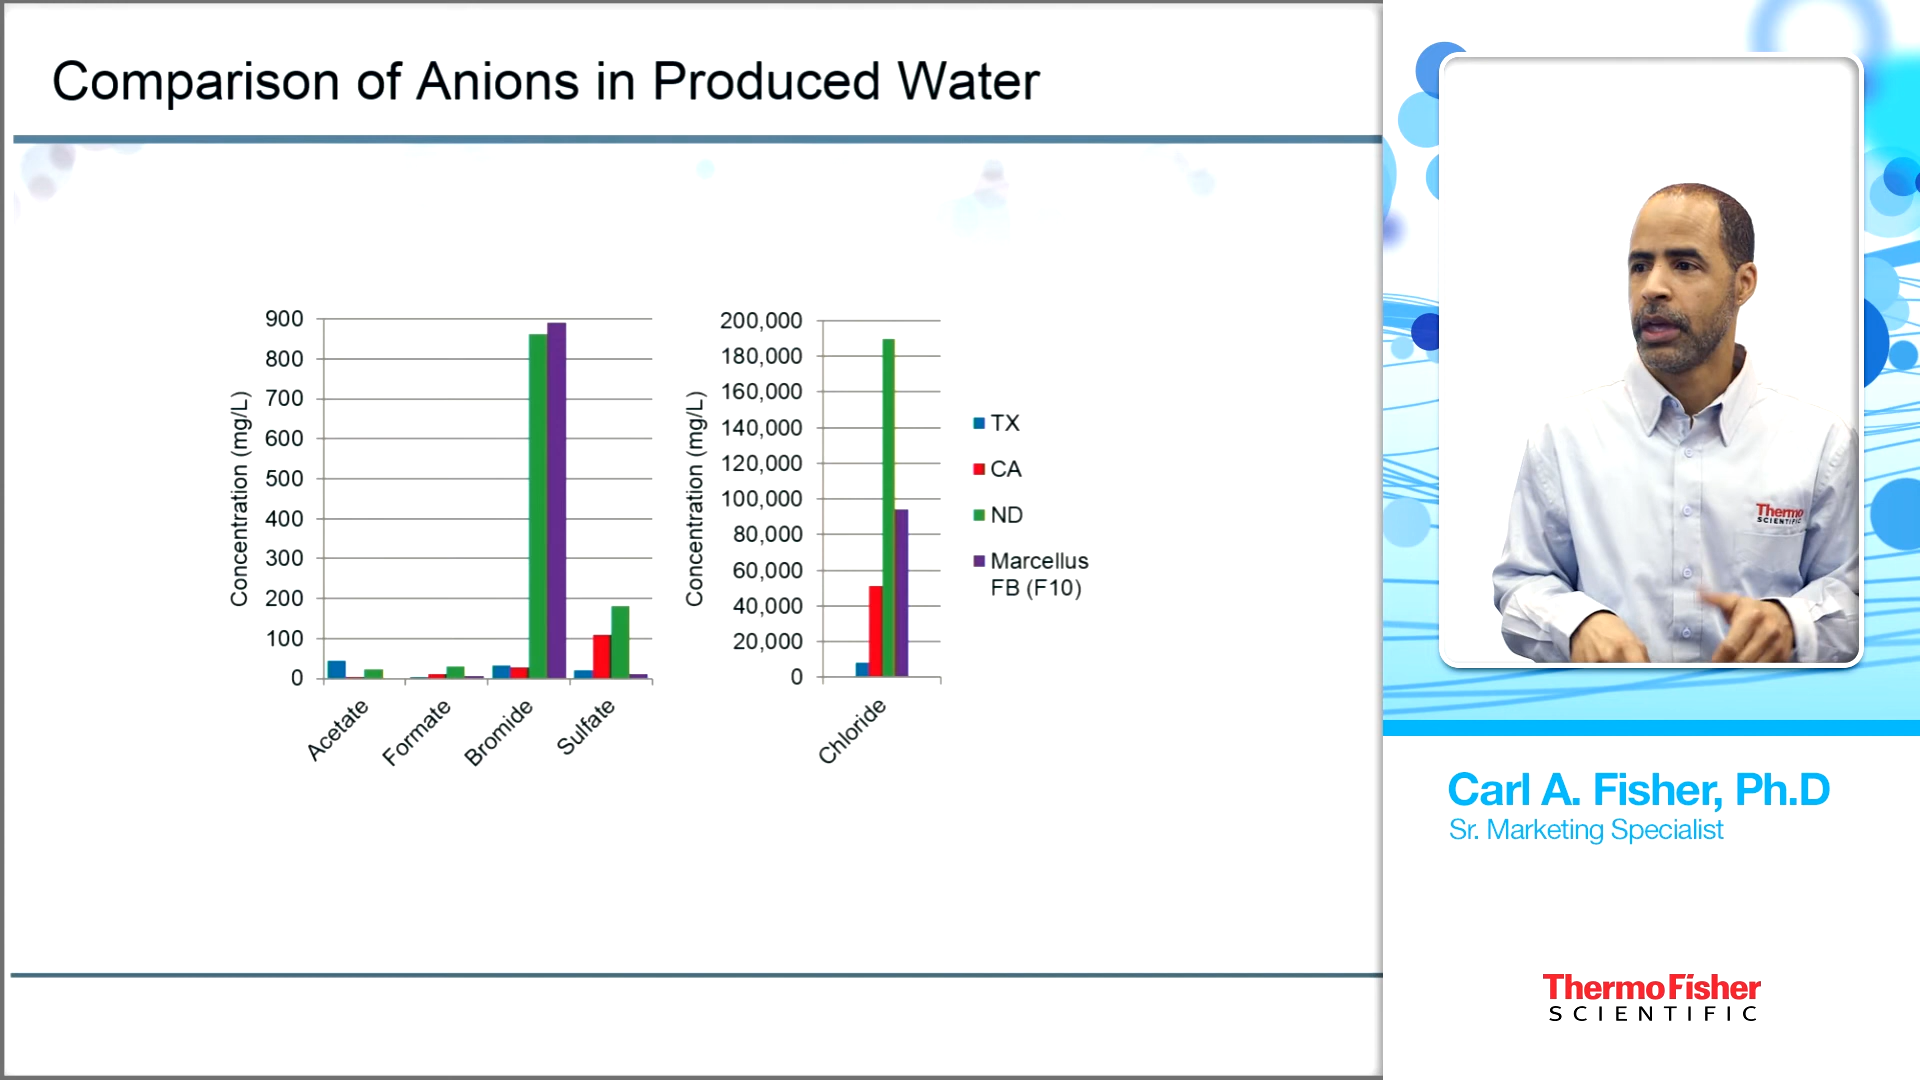 Comparison of Anions in Produced Water
900
800
700
600
500
400
300
200
100
0
Concentration (mg/L)
Acetate
Formate
Bromide
Sulfate
200,000
180,000
160,000
140,000
120,000
100,000
80,000
60,000
40,000
20,000
0
Concentration (mg/L)
Chloride
TX
CA
ND
Marcellus
FB (F10)
Thermo
SCIENTIFIC
Carl A. Fisher, Ph.D
Sr. Marketing Specialist
ThermoFisher
SCIENTIFIC